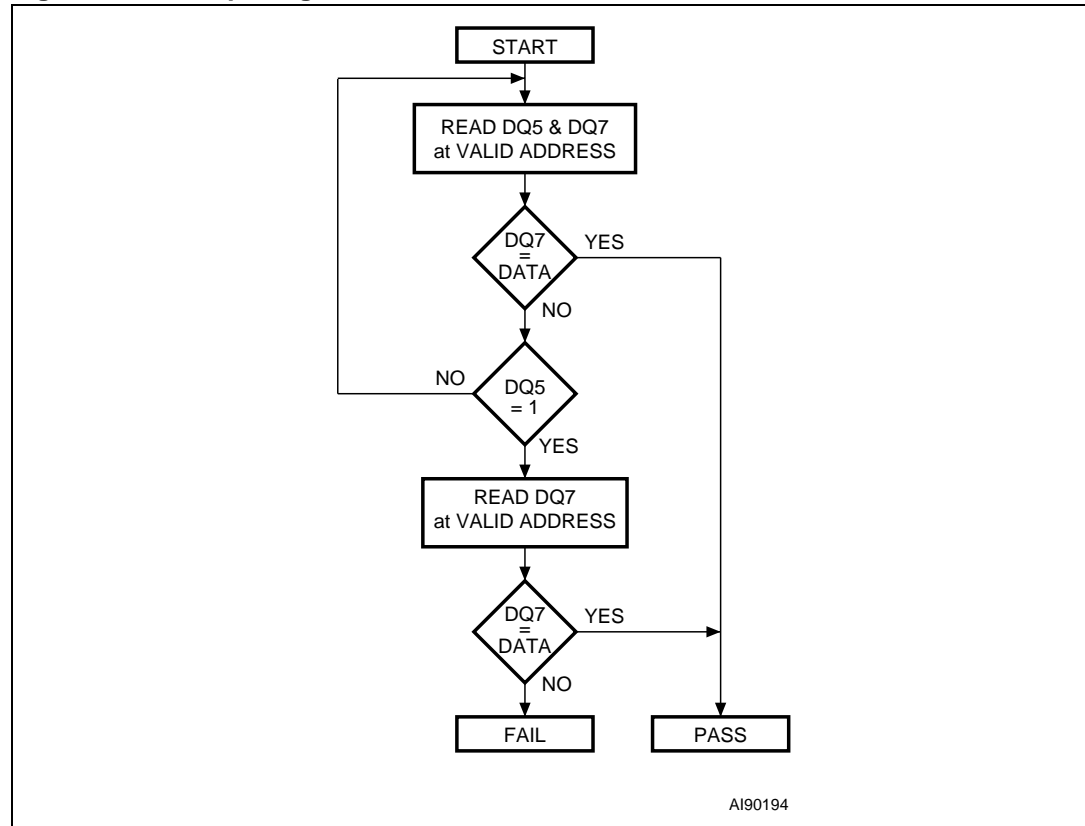 START
READ DQ5 & DQ7
at VALID ADDRESS
DQ7
=
DATA
YES
NO
DQ5
= 1
NO
YES
READ DQ7
at VALID ADDRESS
DQ7
=
DATA
YES
NO
FAIL
PASS
AI90194